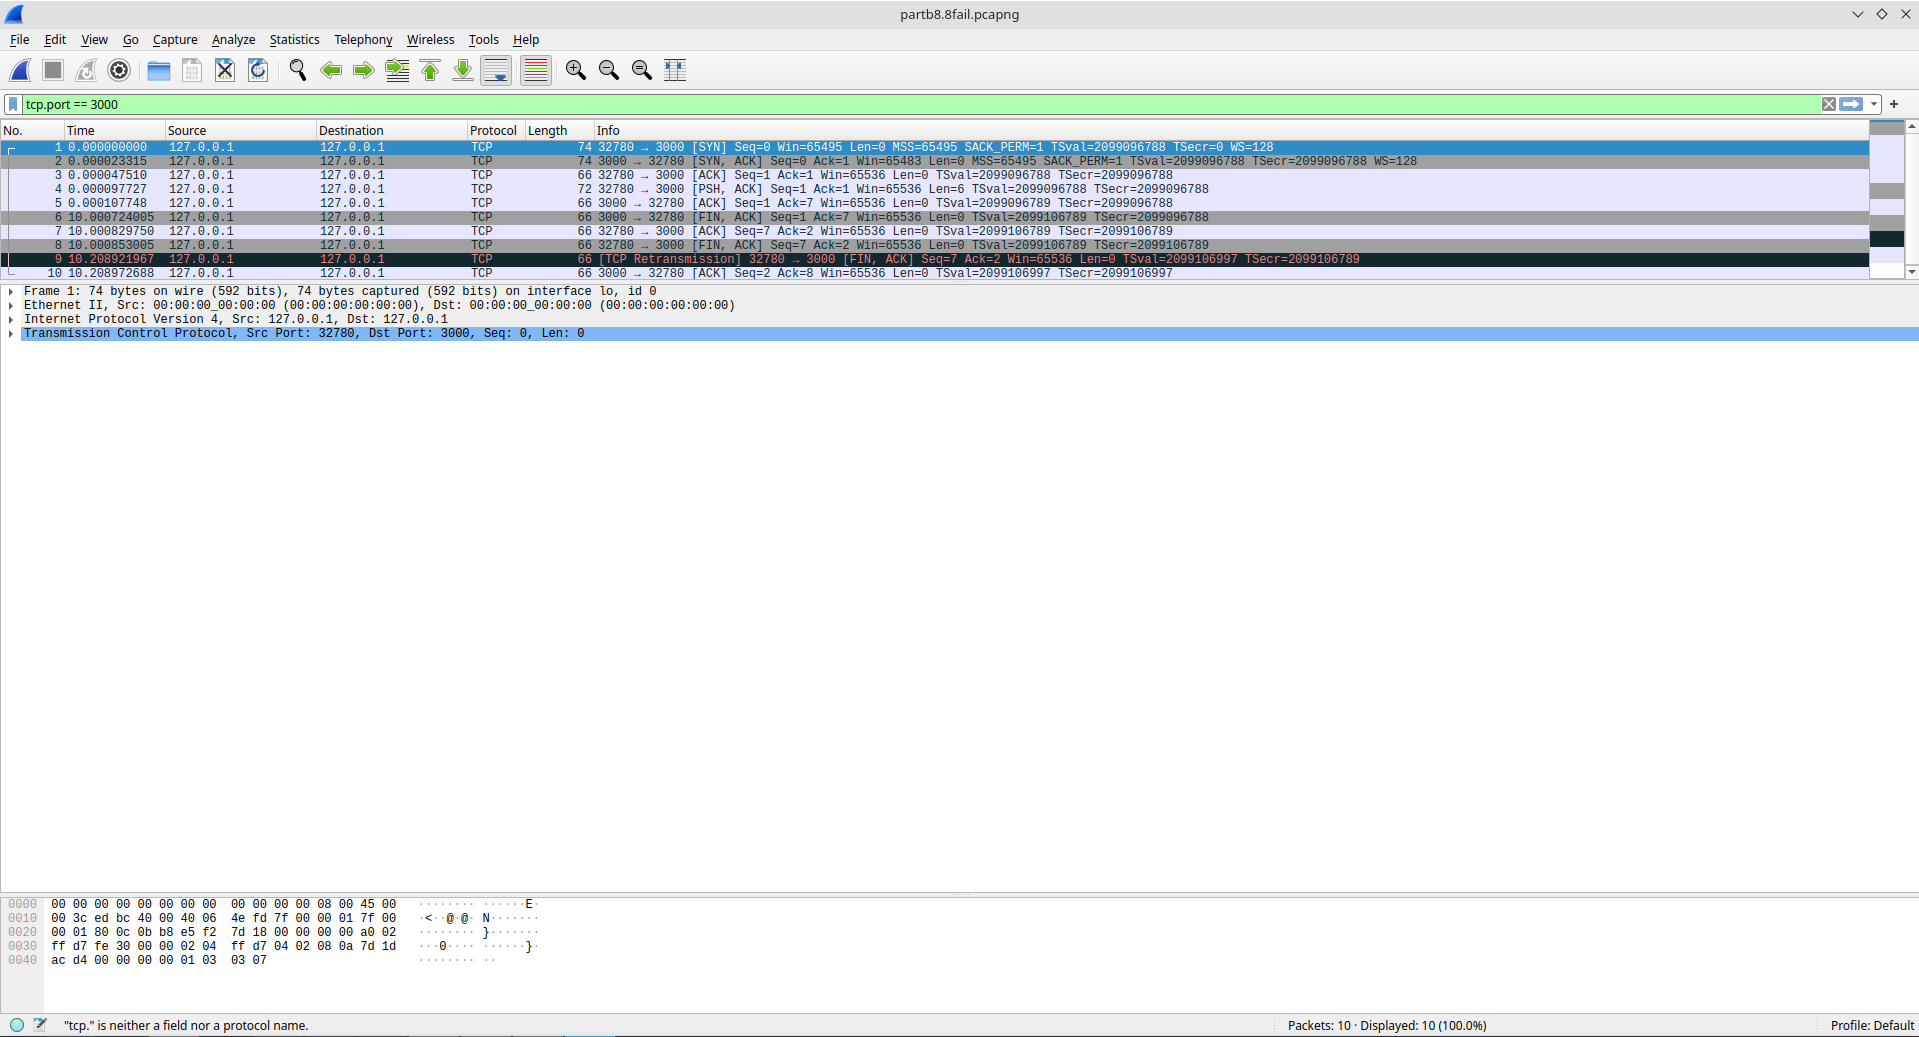 partb8.8fail.pcapng
File Edit View Go Capture Analyze Statistics Telephony Wireless Tools Help
tcp.port == 3000
No. Time Source Destination Protocol Length Info
1 0.000000000 127.0.0.1 127.0.0.1 TCP 74 32780 → 3000 [SYN] Seq=0 Win=65495 Len=0 MSS=65495 SACK_PERM=1 TSval=2099096788 TSecr=0 WS=128
2 0.000023315 127.0.0.1 127.0.0.1 TCP 74 3000 → 32780 [SYN, ACK] Seq=0 Ack=1 Win=65483 Len=0 MSS=65495 SACK_PERM=1 TSval=2099096788 TSecr=2099096788 WS=128
3 0.000047510 127.0.0.1 127.0.0.1 TCP 66 32780 → 3000 [ACK] Seq=1 Ack=1 Win=65536 Len=0 TSval=2099096788 TSecr=2099096788
4 0.000097727 127.0.0.1 127.0.0.1 TCP 72 32780 → 3000 [PSH, ACK] Seq=1 Ack=1 Win=65536 Len=6 TSval=2099096788 TSecr=2099096788
5 0.000107748 127.0.0.1 127.0.0.1 TCP 66 3000 → 32780 [ACK] Seq=1 Ack=7 Win=65536 Len=0 TSval=2099096789 TSecr=2099096788
6 10.000724005 127.0.0.1 127.0.0.1 TCP 66 3000 → 32780 [FIN, ACK] Seq=1 Ack=7 Win=65536 Len=0 TSval=2099106789 TSecr=2099096788
7 10.000829750 127.0.0.1 127.0.0.1 TCP 66 32780 → 3000 [ACK] Seq=7 Ack=2 Win=65536 Len=0 TSval=2099106789 TSecr=2099106789
8 10.000853005 127.0.0.1 127.0.0.1 TCP 66 32780 → 3000 [FIN, ACK] Seq=7 Ack=2 Win=65536 Len=0 TSval=2099106789 TSecr=2099106789
9 10.208921967 127.0.0.1 127.0.0.1 TCP 66 [TCP Retransmission] 32780 → 3000 [FIN, ACK] Seq=7 Ack=2 Win=65536 Len=0 TSval=2099106997 TSecr=2099106789
10 10.208972688 127.0.0.1 127.0.0.1 TCP 66 3000 → 32780 [ACK] Seq=2 Ack=8 Win=65536 Len=0 TSval=2099106997 TSecr=2099106997
Frame 1: 74 bytes on wire (592 bits), 74 bytes captured (592 bits) on interface lo, id 0
Ethernet II, Src: 00:00:00_00:00:00 (00:00:00:00:00:00), Dst: 00:00:00_00:00:00 (00:00:00:00:00:00)
Internet Protocol Version 4, Src: 127.0.0.1, Dst: 127.0.0.1
Transmission Control Protocol, Src Port: 32780, Dst Port: 3000, Seq: 0, Len: 0
0000 00 00 00 00 00 00 00 00 00 00 00 00 08 00 45 00 ········ ······E·
0010 00 3c ed bc 40 00 40 06 4e fd 7f 00 00 01 7f 00 ·<··@·@· N·······
0020 00 01 80 0c 0b b8 e5 f2 7d 18 00 00 00 00 a0 02 ········ }·······
0030 ff d7 fe 30 00 00 02 04 ff d7 04 02 08 0a 7d 1d ···0···· ······}·
0040 ac d4 00 00 00 00 01 03 03 07 ········ ··
"tcp." is neither a field nor a protocol name. Packets: 10 · Displayed: 10 (100.0%) Profile: Default